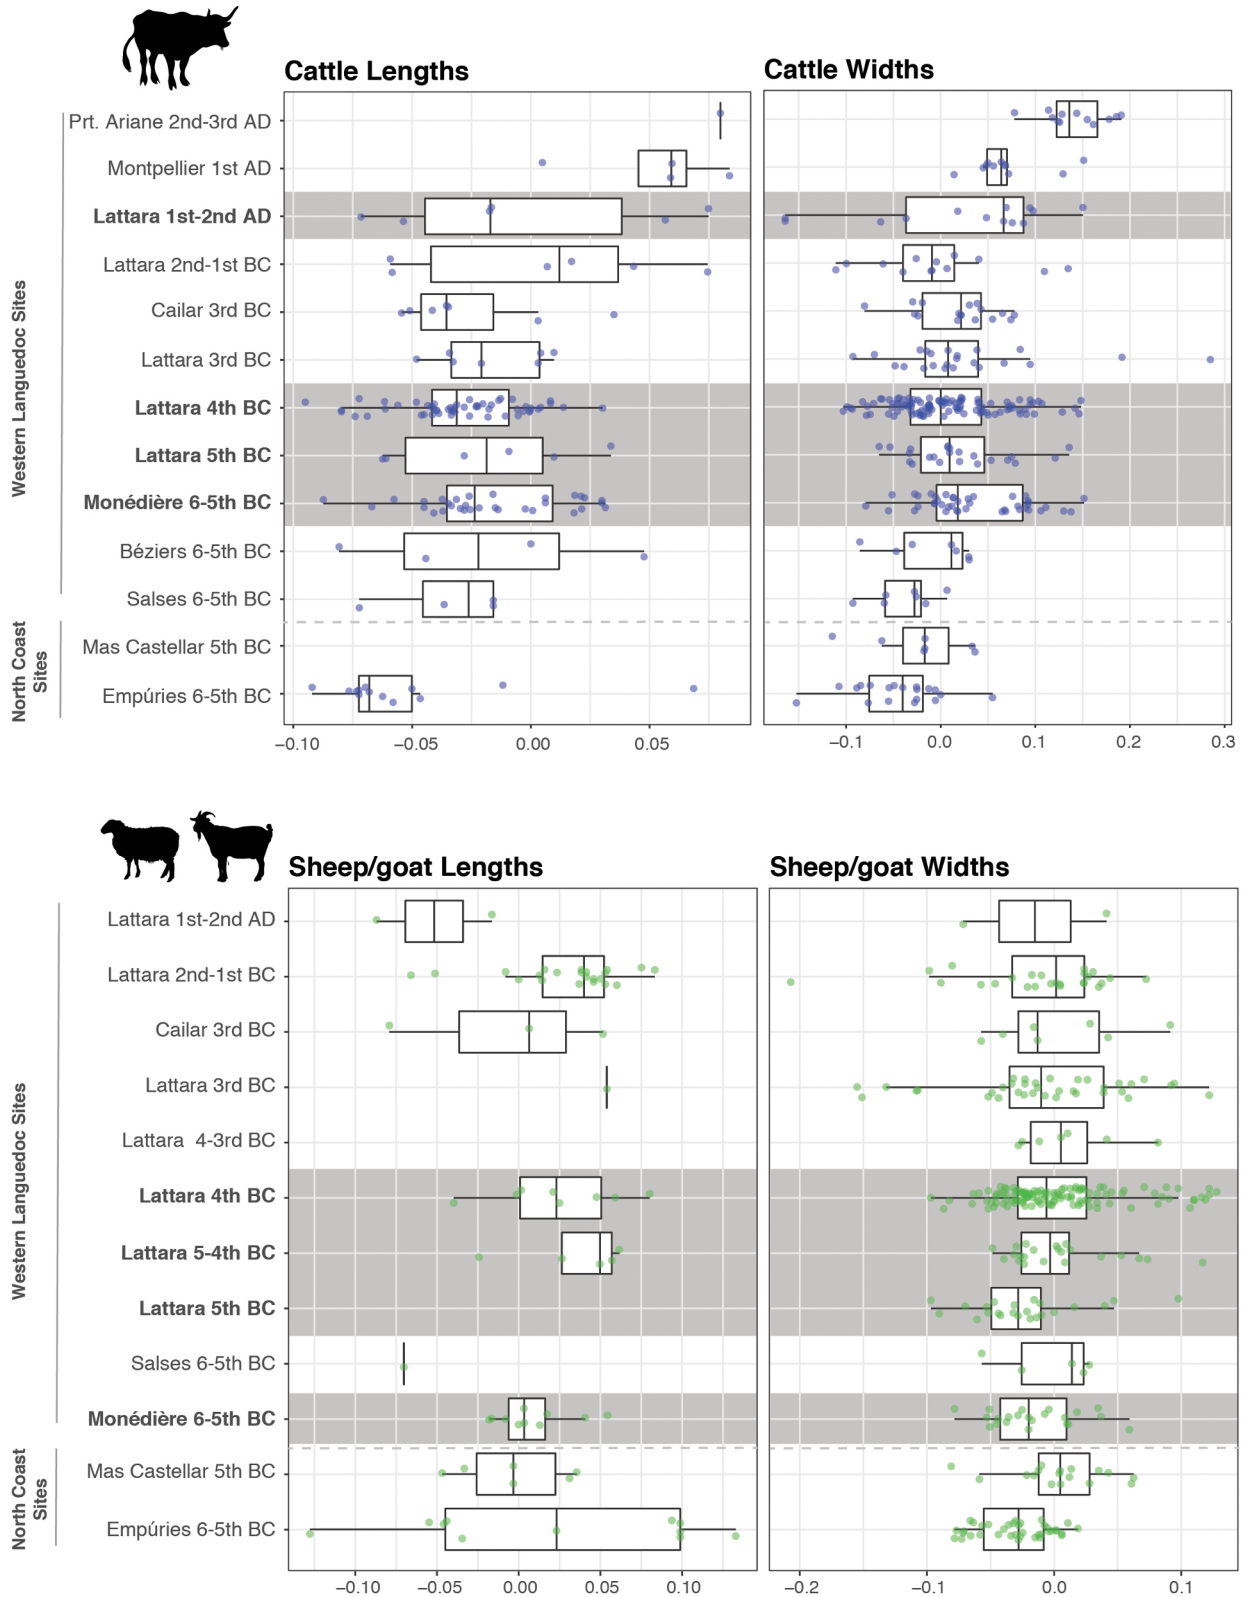 Cattle Lengths
Cattle Widths
Western Languedoc Sites
Prt. Ariane 2nd-3rd AD
Montpellier 1st AD
Lattara 1st-2nd AD
Lattara 2nd-1st BC
Cailar 3rd BC
Lattara 3rd BC
Lattara 4th BC
Lattara 5th BC
Monédière 6-5th BC
Béziers 6-5th BC
Salses 6-5th BC
North Coast
Sites
Mas Castellar 5th BC
Empúries 6-5th BC
−0.10 −0.05 0.00 0.05
−0.1 0.0 0.1 0.2 0.3
Sheep/goat Lengths
Sheep/goat Widths
Western Languedoc Sites
Lattara 1st-2nd AD
Lattara 2nd-1st BC
Cailar 3rd BC
Lattara 3rd BC
Lattara 4-3rd BC
Lattara 4th BC
Lattara 5-4th BC
Lattara 5th BC
Salses 6-5th BC
Monédière 6-5th BC
North Coast
Sites
Mas Castellar 5th BC
Empúries 6-5th BC
−0.10 −0.05 0.00 0.05 0.10
−0.2 −0.1 0.0 0.1